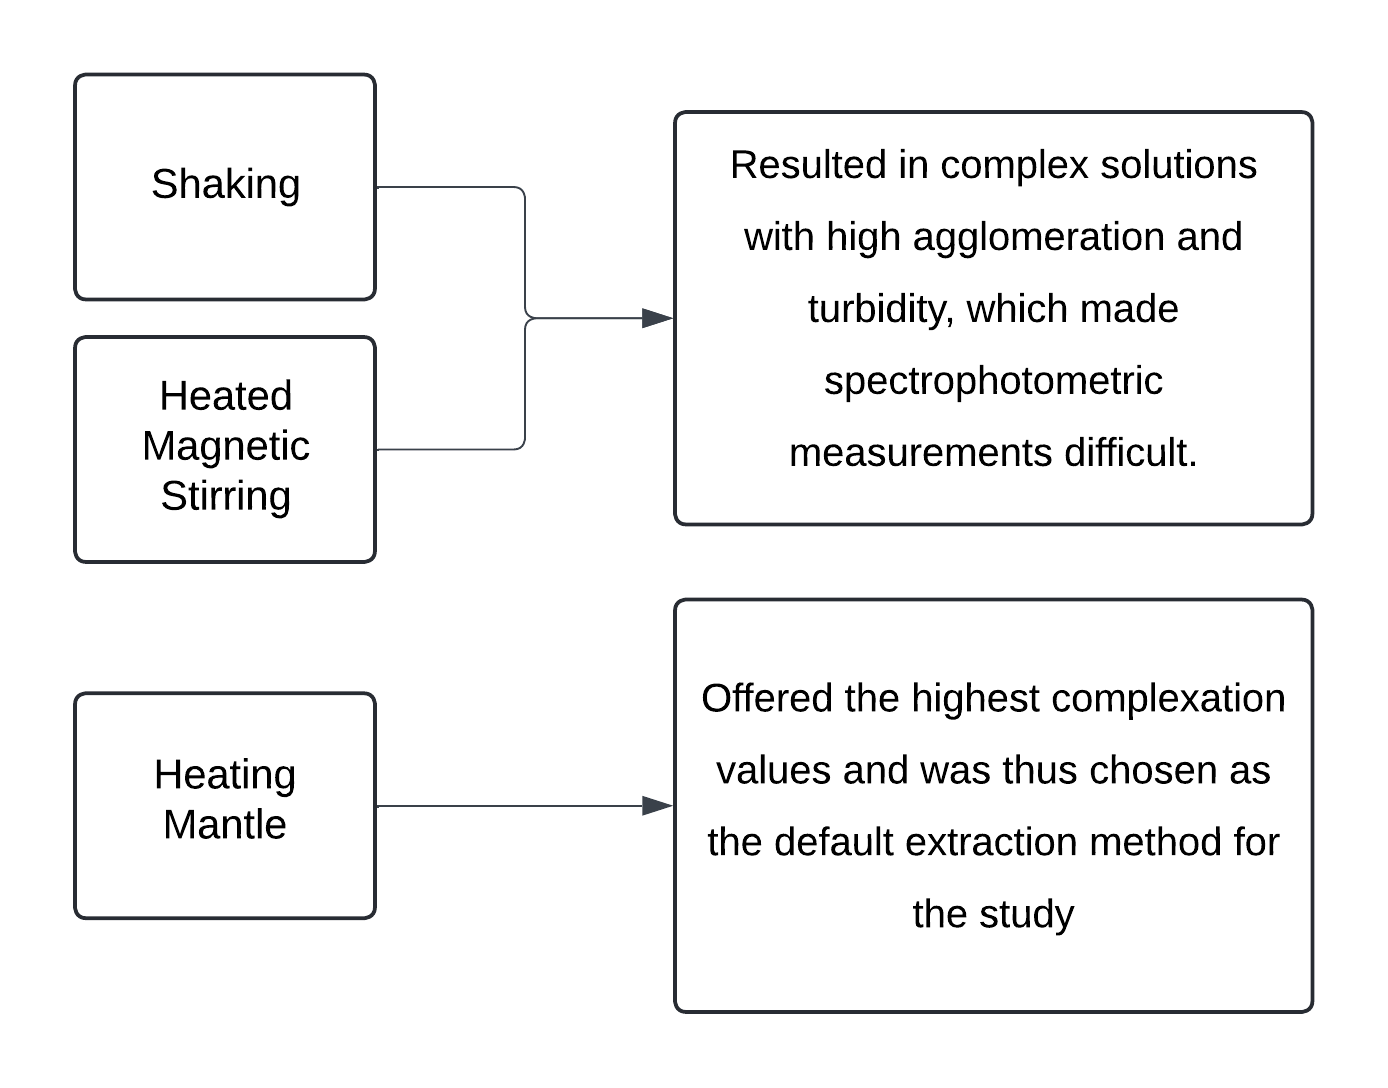 Shaking
Heated
Magnetic
Stirring
Resulted in complex solutions
with high agglomeration and
turbidity, which made
spectrophotometric
measurements difficult.
Heating
Mantle
Offered the highest complexation
values and was thus chosen as
the default extraction method for
the study